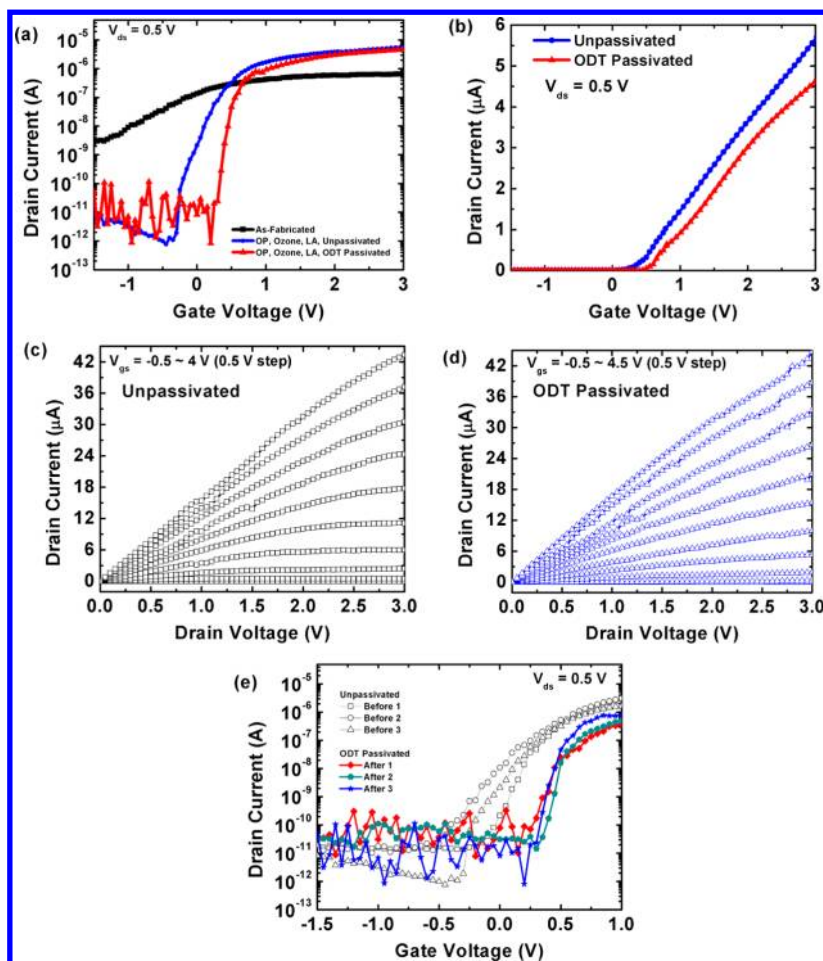 (a)
V_ds = 0.5 V
10^-5
10^-6
10^-7
10^-8
10^-9
10^-10
10^-11
10^-12
10^-13
Drain Current (A)
As-Fabricated
OP, Ozone, LA, Unpassivated
OP, Ozone, LA, ODT Passivated
-1 0 1 2 3
Gate Voltage (V)
(b)
Unpassivated
ODT Passivated
V_ds = 0.5 V
6
5
4
3
2
1
0
Drain Current (μA)
-1 0 1 2 3
Gate Voltage (V)
(c)
V_gs = -0.5 ~ 4 V (0.5 V step)
Unpassivated
42
36
30
24
18
12
6
0
Drain Current (μA)
0.0 0.5 1.0 1.5 2.0 2.5 3.0
Drain Voltage (V)
(d)
V_gs = -0.5 ~ 4.5 V (0.5 V step)
ODT Passivated
42
36
30
24
18
12
6
0
Drain Current (μA)
0.0 0.5 1.0 1.5 2.0 2.5 3.0
Drain Voltage (V)
(e)
V_ds = 0.5 V
Unpassivated
Before 1
Before 2
Before 3
ODT Passivated
After 1
After 2
After 3
10^-5
10^-6
10^-7
10^-8
10^-9
10^-10
10^-11
10^-12
10^-13
Drain Current (A)
-1.5 -1.0 -0.5 0.0 0.5 1.0
Gate Voltage (V)